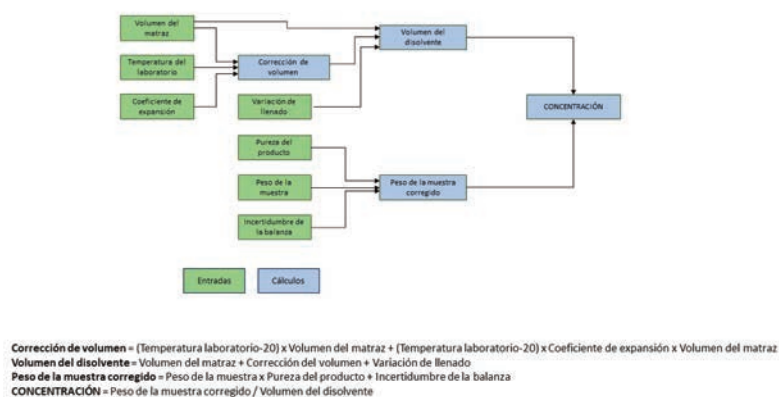 Volumen del
matraz
Volumen del
disolvente
Temperatura del
laboratorio
Corrección de
volumen
Coeficiente de
expansión
Variación de
llenado
CONCENTRACIÓN
Pureza del
producto
Peso de la
muestra
Peso de la muestra
corregido
Incertidumbre de
la balanza
Entradas
Cálculos
Corrección de volumen = (Temperatura laboratorio-20) x Volumen del matraz + (Temperatura laboratorio-20) x Coeficiente de expansión x Volumen del matraz
Volumen del disolvente = Volumen del matraz + Corrección del volumen + Variación de llenado
Peso de la muestra corregido = Peso de la muestra x Pureza del producto + Incertidumbre de la balanza
CONCENTRACIÓN = Peso de la muestra corregido / Volumen del disolvente